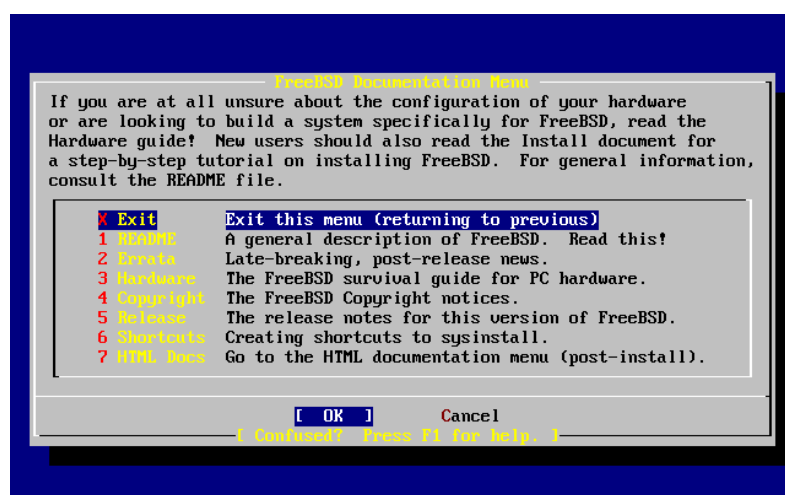 FreeBSD Documentation Menu
If you are at all unsure about the configuration of your hardware
or are looking to build a system specifically for FreeBSD, read the
Hardware guide!  New users should also read the Install document for
a step-by-step tutorial on installing FreeBSD.  For general information,
consult the README file.
X Exit Exit this menu (returning to previous)
1 README A general description of FreeBSD.  Read this!
2 Errata Late-breaking, post-release news.
3 Hardware The FreeBSD survival guide for PC hardware.
4 Copyright The FreeBSD Copyright notices.
5 Release The release notes for this version of FreeBSD.
6 Shortcuts Creating shortcuts to sysinstall.
7 HTML Docs Go to the HTML documentation menu (post-install).
[ OK ] Cancel
[ Confused?  Press F1 for help. ]